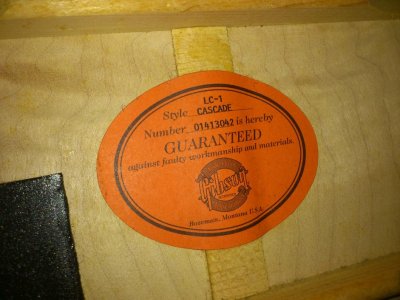 LC-1
Style CASCADE
Number 01413042 is hereby
GUARANTEED
against faulty workmanship and materials.
Gibson
Bozeman, Montana U.S.A.